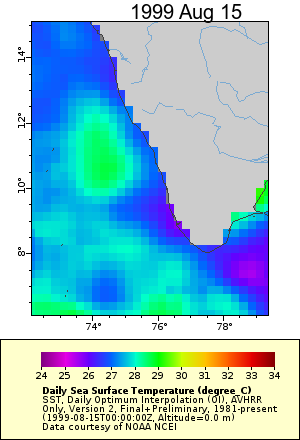 1999 Aug 15
14°
12°
10°
8°
74°
76°
78°
24 25 26 27 28 29 30 31 32 33 34
Daily Sea Surface Temperature (degree_C)
SST, Daily Optimum Interpolation (OI), AVHRR
Only, Version 2, Final+Preliminary, 1981-present
(1999-08-15T00:00:00Z, Altitude=0.0 m)
Data courtesy of NOAA NCEI